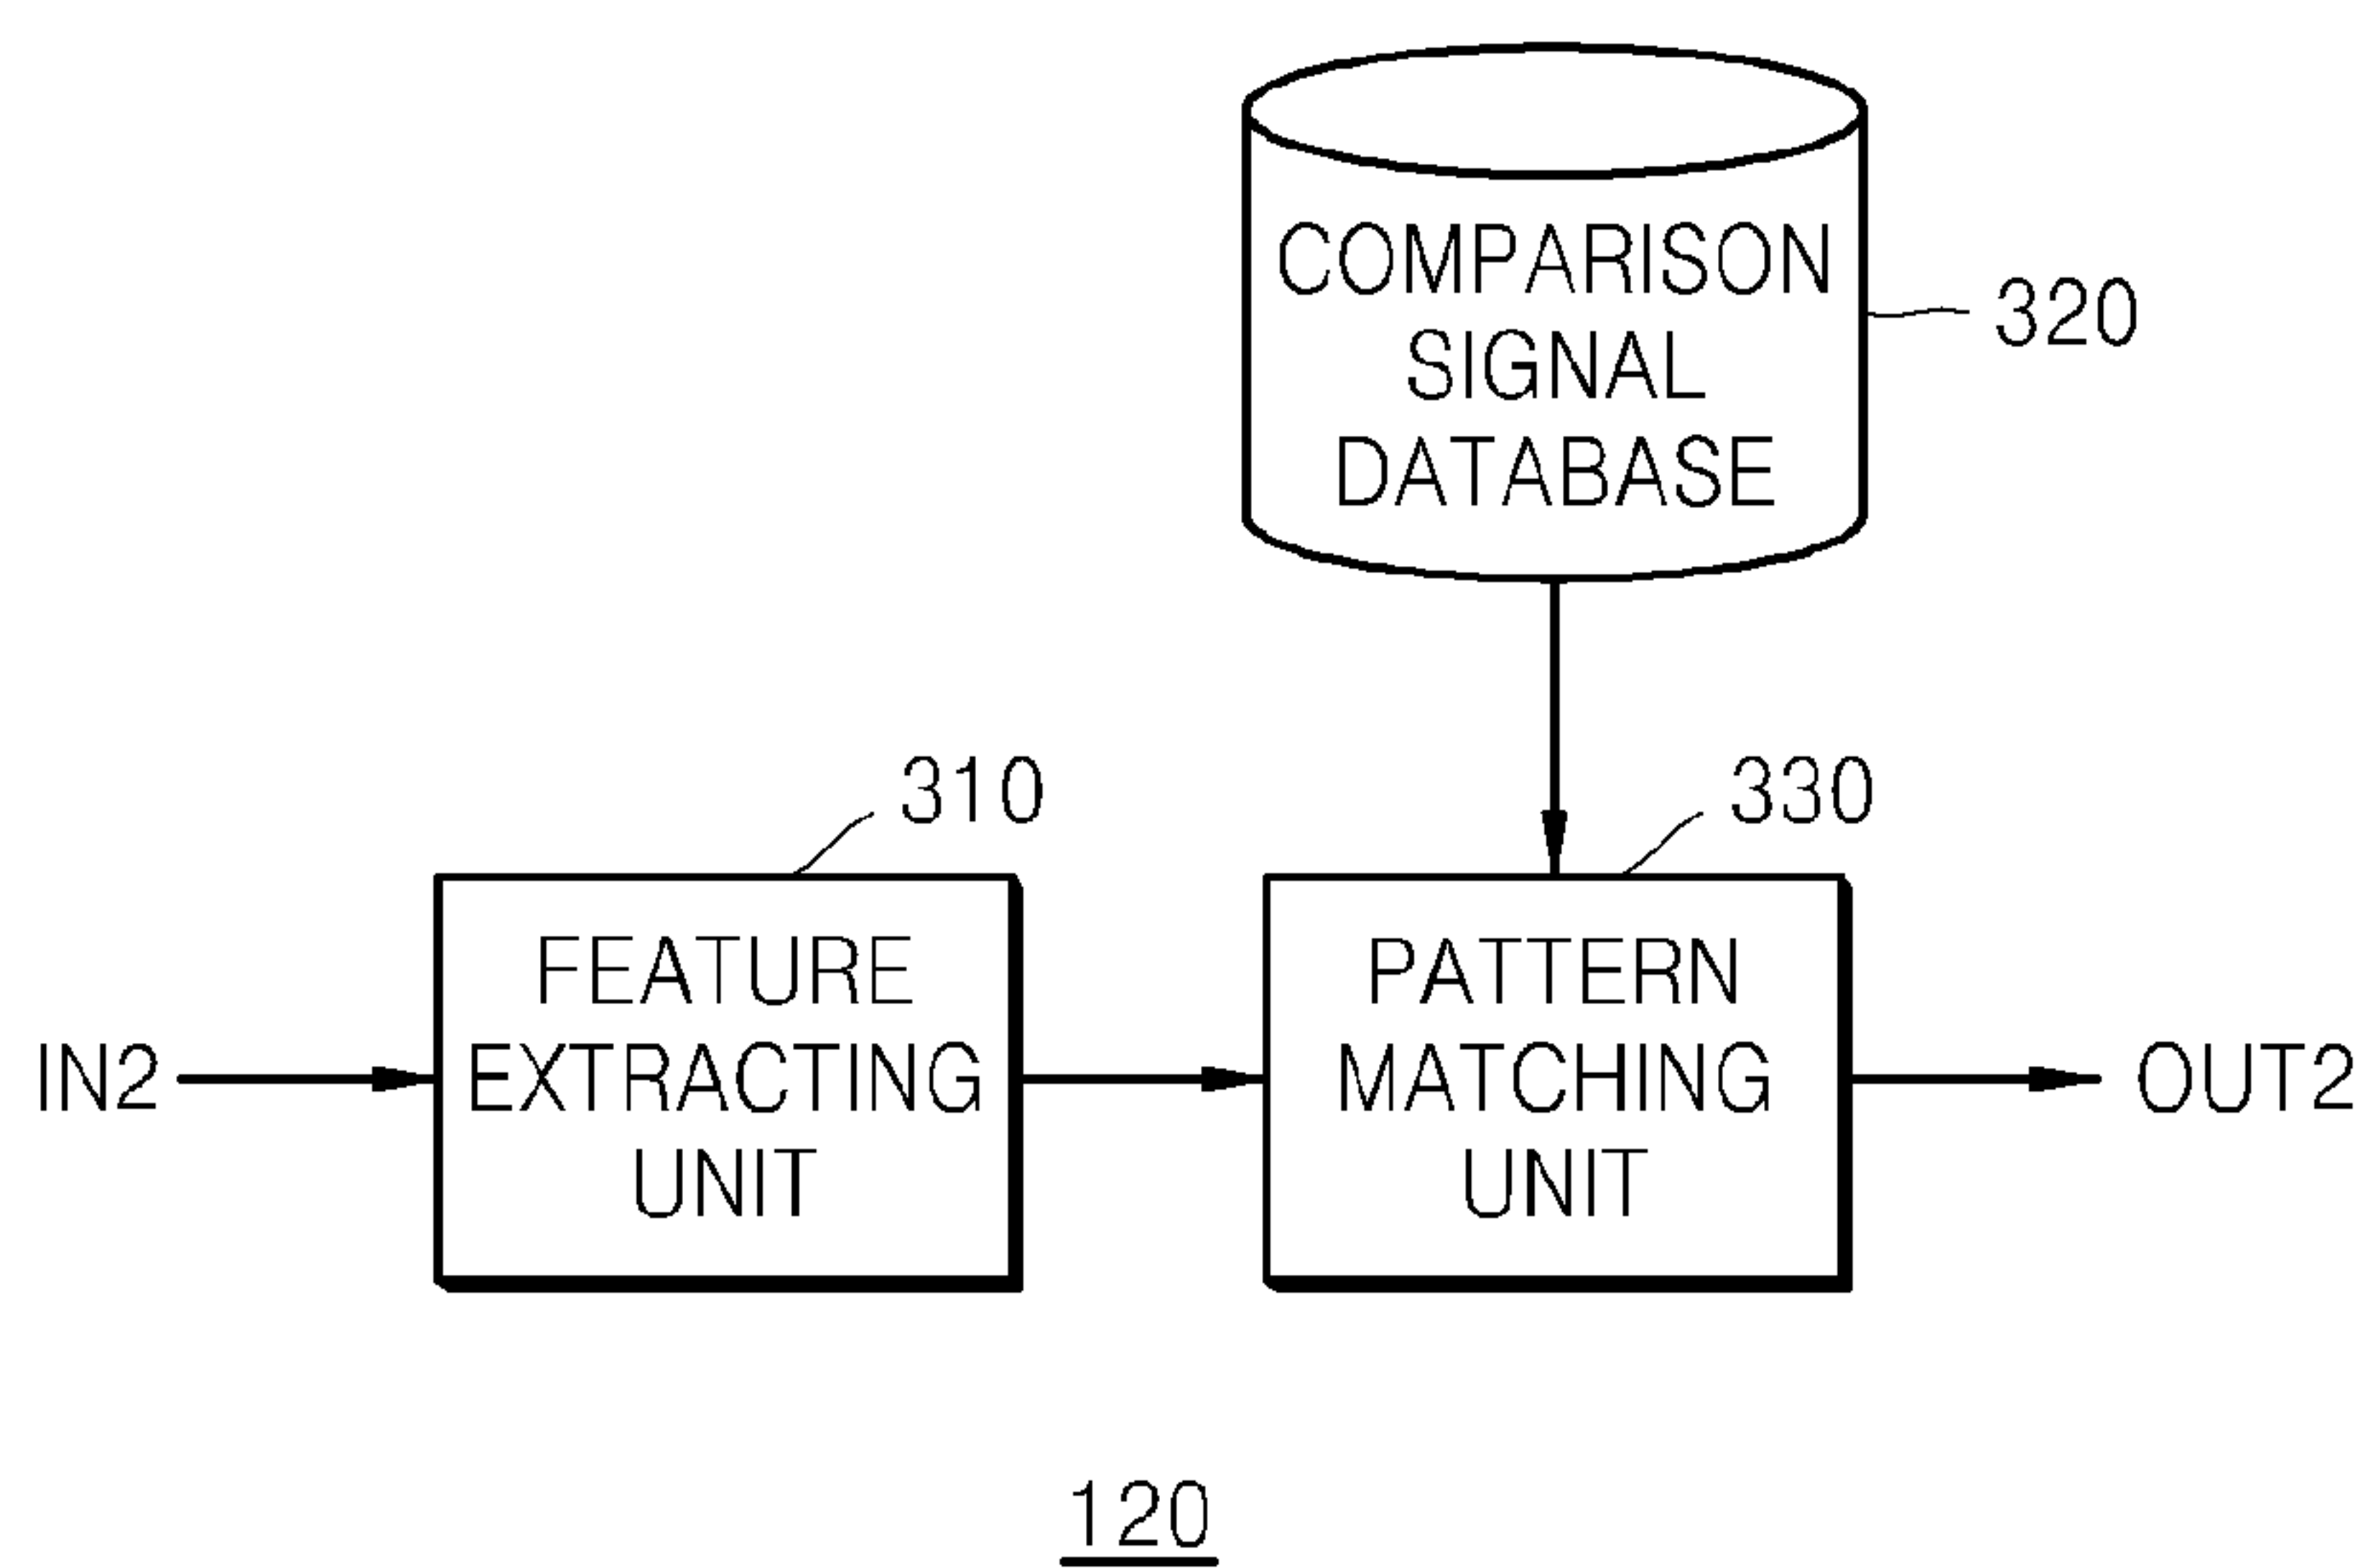 COMPARISON
SIGNAL
DATABASE
320
310
330
FEATURE
EXTRACTING
UNIT
PATTERN
MATCHING
UNIT
IN2
OUT2
120